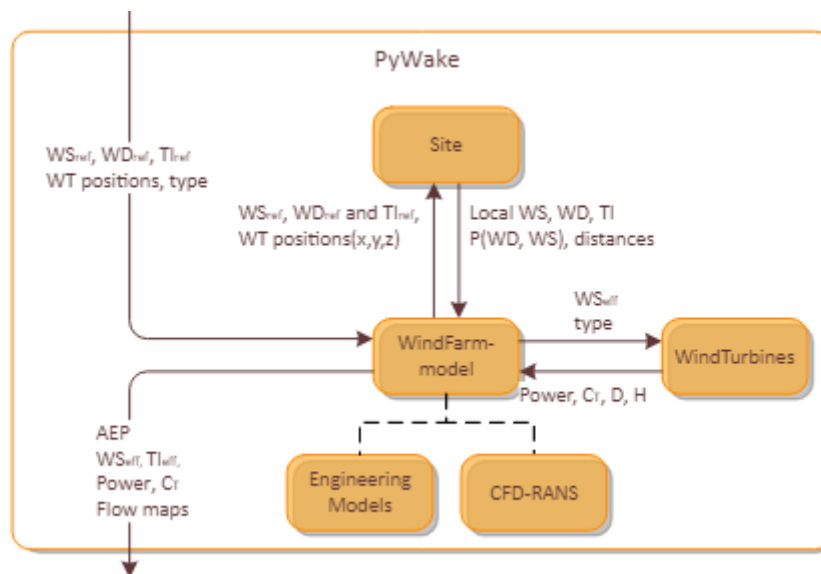 PyWake
Site
WSref, WDref, TIref
WT positions, type
WSref, WDref and TIref,
WT positions(x,y,z)
Local WS, WD, TI
P(WD, WS), distances
WSeff
type
WindFarm-
model
WindTurbines
Power, CT, D, H
AEP
WSeff, TIeff,
Power, CT
Flow maps
Engineering
Models
CFD-RANS